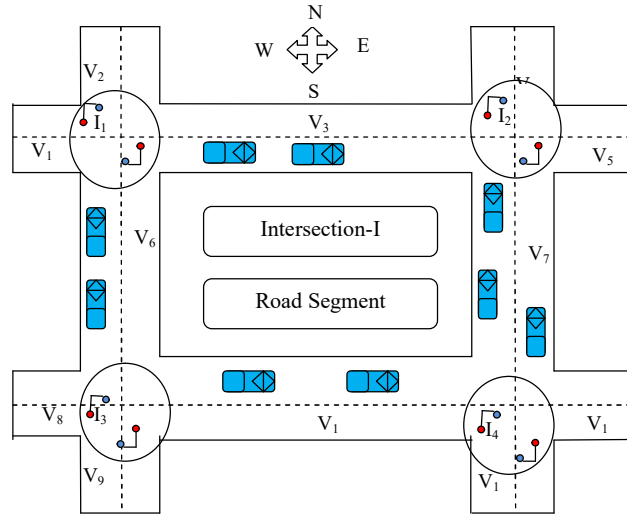 N
W E
S
V2
I1
I2
V3
V1
V5
Intersection-I
V6
V7
Road Segment
V8
I3
V1
I4
V1
V9
V1